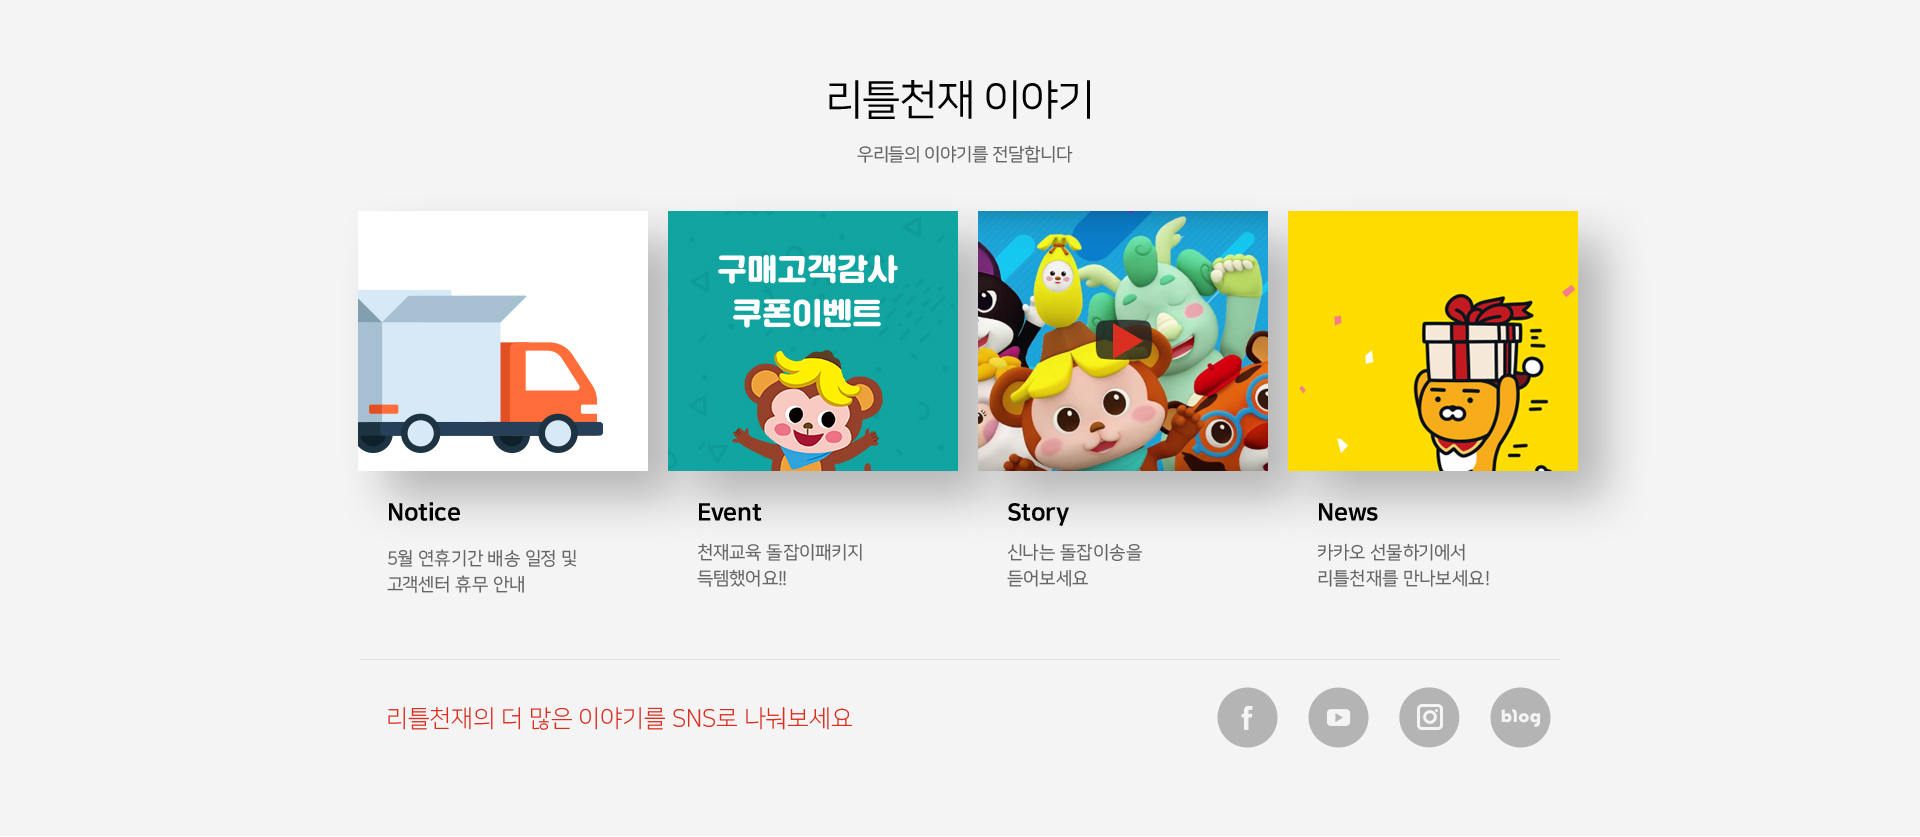 리틀천재 이야기
우리들의 이야기를 전달합니다
구매고객감사
쿠폰이벤트
Notice
5월 연휴기간 배송 일정 및
고객센터 휴무 안내
Event
천재교육 돌잡이패키지
득템했어요!!
Story
신나는 돌잡이송을
듣어보세요
News
카카오 선물하기에서
리틀천재를 만나보세요!
리틀천재의 더 많은 이야기를 SNS로 나눠보세요
blog